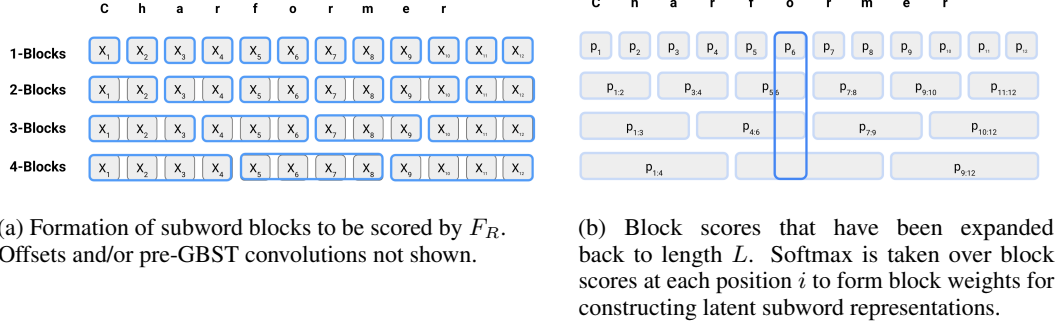 C h a r f o r m e r
1-Blocks X1 X2 X3 X4 X5 X6 X7 X8 X9 X10 X11 X12
2-Blocks X1 X2 X3 X4 X5 X6 X7 X8 X9 X10 X11 X12
3-Blocks X1 X2 X3 X4 X5 X6 X7 X8 X9 X10 X11 X12
4-Blocks X1 X2 X3 X4 X5 X6 X7 X8 X9 X10 X11 X12
(a) Formation of subword blocks to be scored by FR.
Offsets and/or pre-GBST convolutions not shown.
C h a r f o r m e r
p1 p2 p3 p4 p5 p6 p7 p8 p9 p10 p11 p12
p1:2 p3:4 p5:6 p7:8 p9:10 p11:12
p1:3 p4:6 p7:9 p10:12
p1:4 p9:12
(b) Block scores that have been expanded
back to length L. Softmax is taken over block
scores at each position i to form block weights for
constructing latent subword representations.